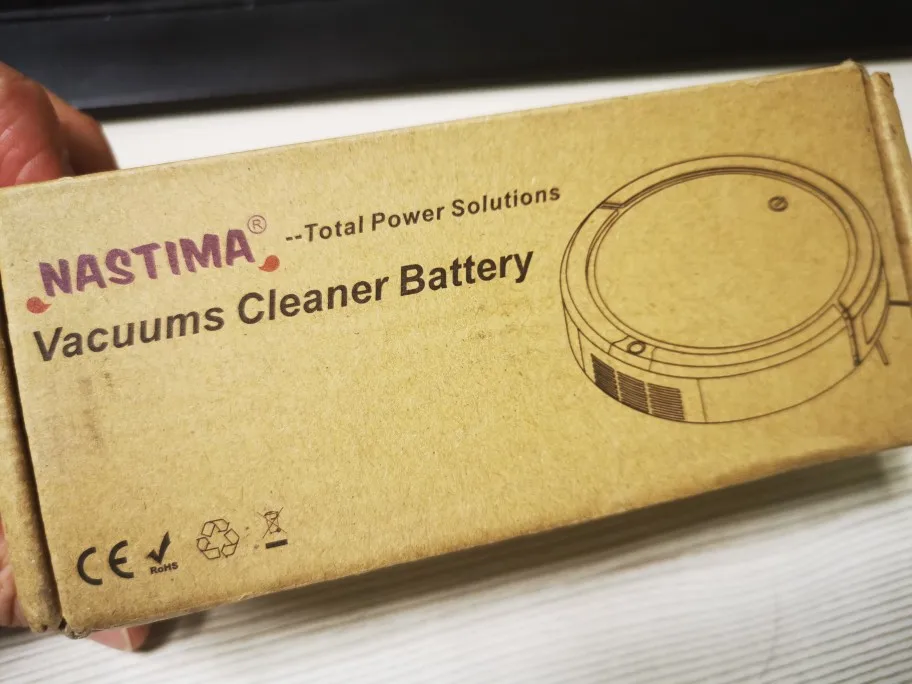 NASTIMA® --Total Power Solutions
Vacuums Cleaner Battery
CE RoHS